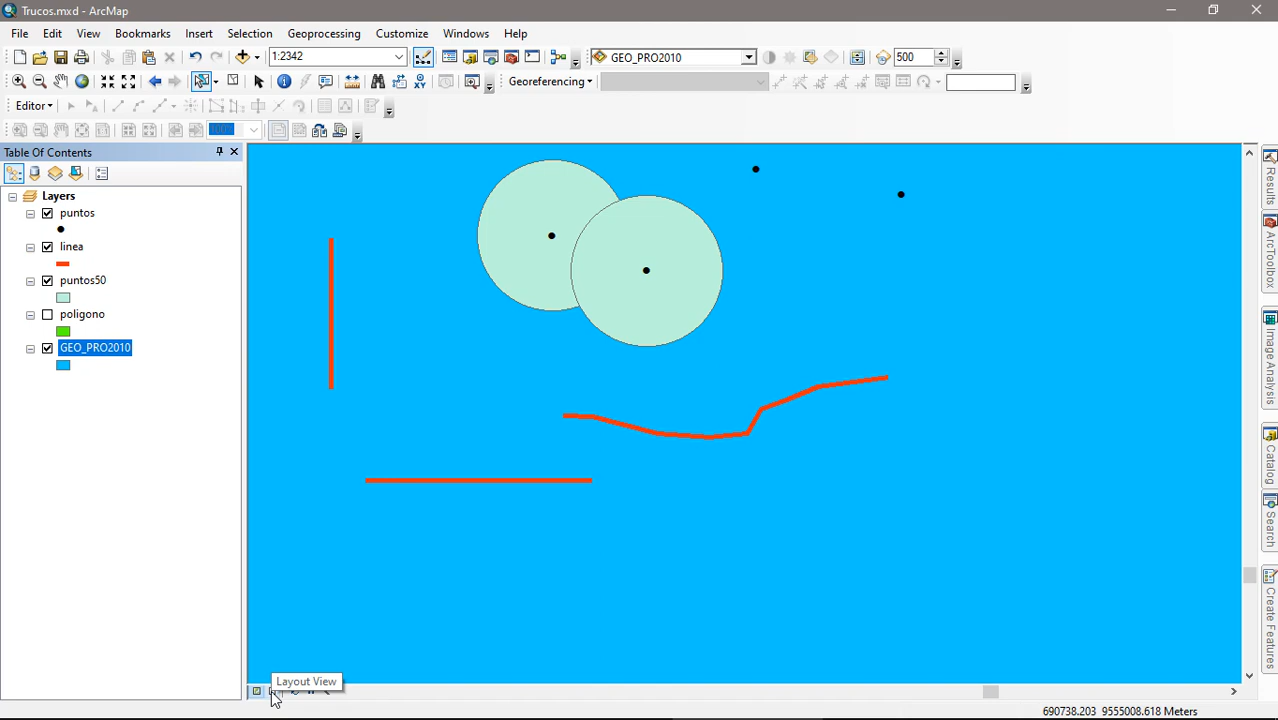 Trucos.mxd - ArcMap
File Edit View Bookmarks Insert Selection Geoprocessing Customize Windows Help
1:2342 GEO_PRO2010 500
Georeferencing
Editor
Table Of Contents
Layers
puntos
linea
puntos50
poligono
GEO_PRO2010
Results
ArcToolbox
Image Analysis
Catalog
Search
Create Features
Layout View
690738.203 9555008.618 Meters